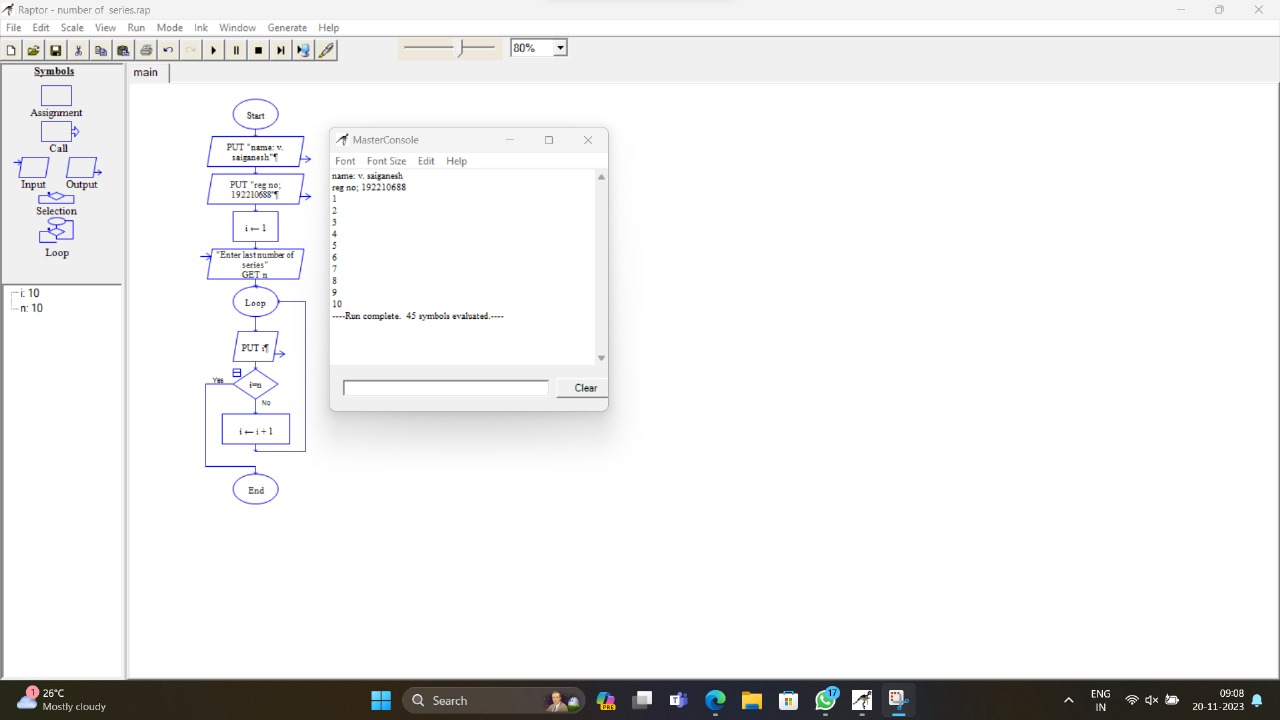 Raptor - number of series.rap
File Edit Scale View Run Mode Ink Window Generate Help
80%
Symbols
Assignment
Call
Input Output
Selection
Loop
i: 10
n: 10
main
Start
PUT "name: v.
saiganesh"¶
PUT "reg no;
192210688"¶
i ← 1
"Enter last number of
series"
GET n
Loop
PUT i¶
Yes
i=n
No
i ← i + 1
End
MasterConsole
Font Font Size Edit Help
name: v. saiganesh
reg no; 192210688
1
2
3
4
5
6
7
8
9
10
----Run complete. 45 symbols evaluated.----
Clear
1
26°C
Mostly cloudy
Search
PRE
17
ENG
IN
09:08
20-11-2023